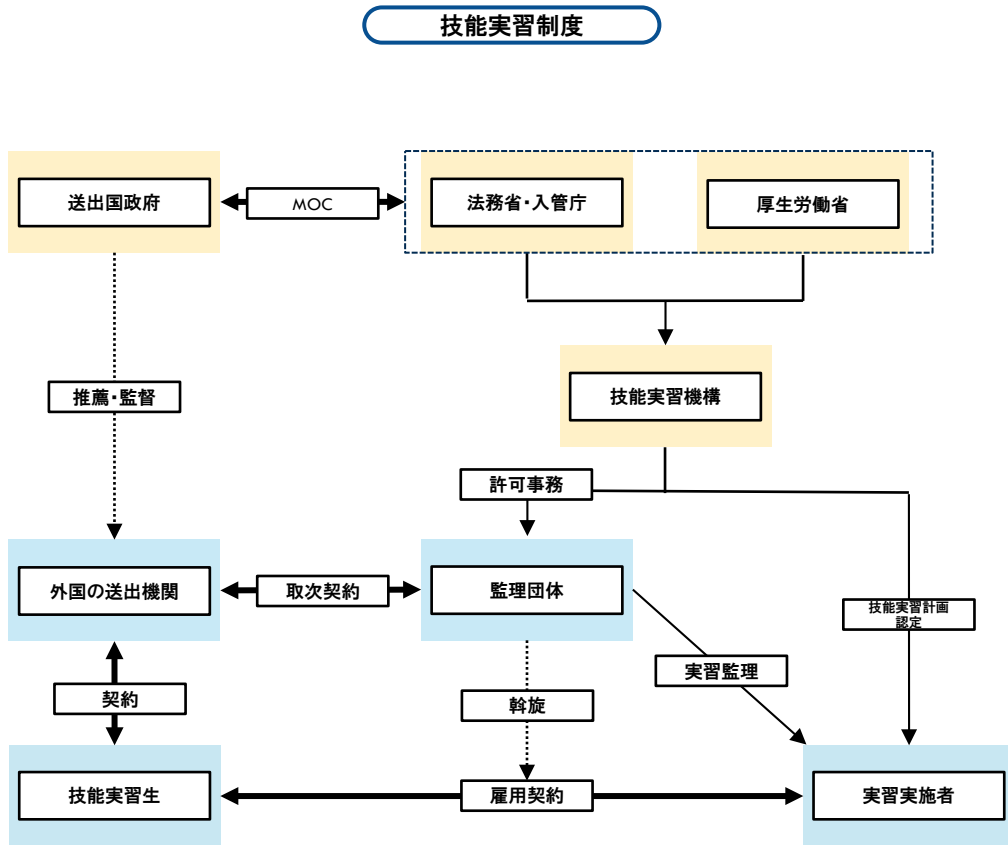 技能実習制度
送出国政府
MOC
法務省・入管庁
厚生労働省
推薦・監督
技能実習機構
許可事務
外国の送出機関
取次契約
監理団体
技能実習計画
認定
実習監理
契約
斡旋
技能実習生
雇用契約
実習実施者